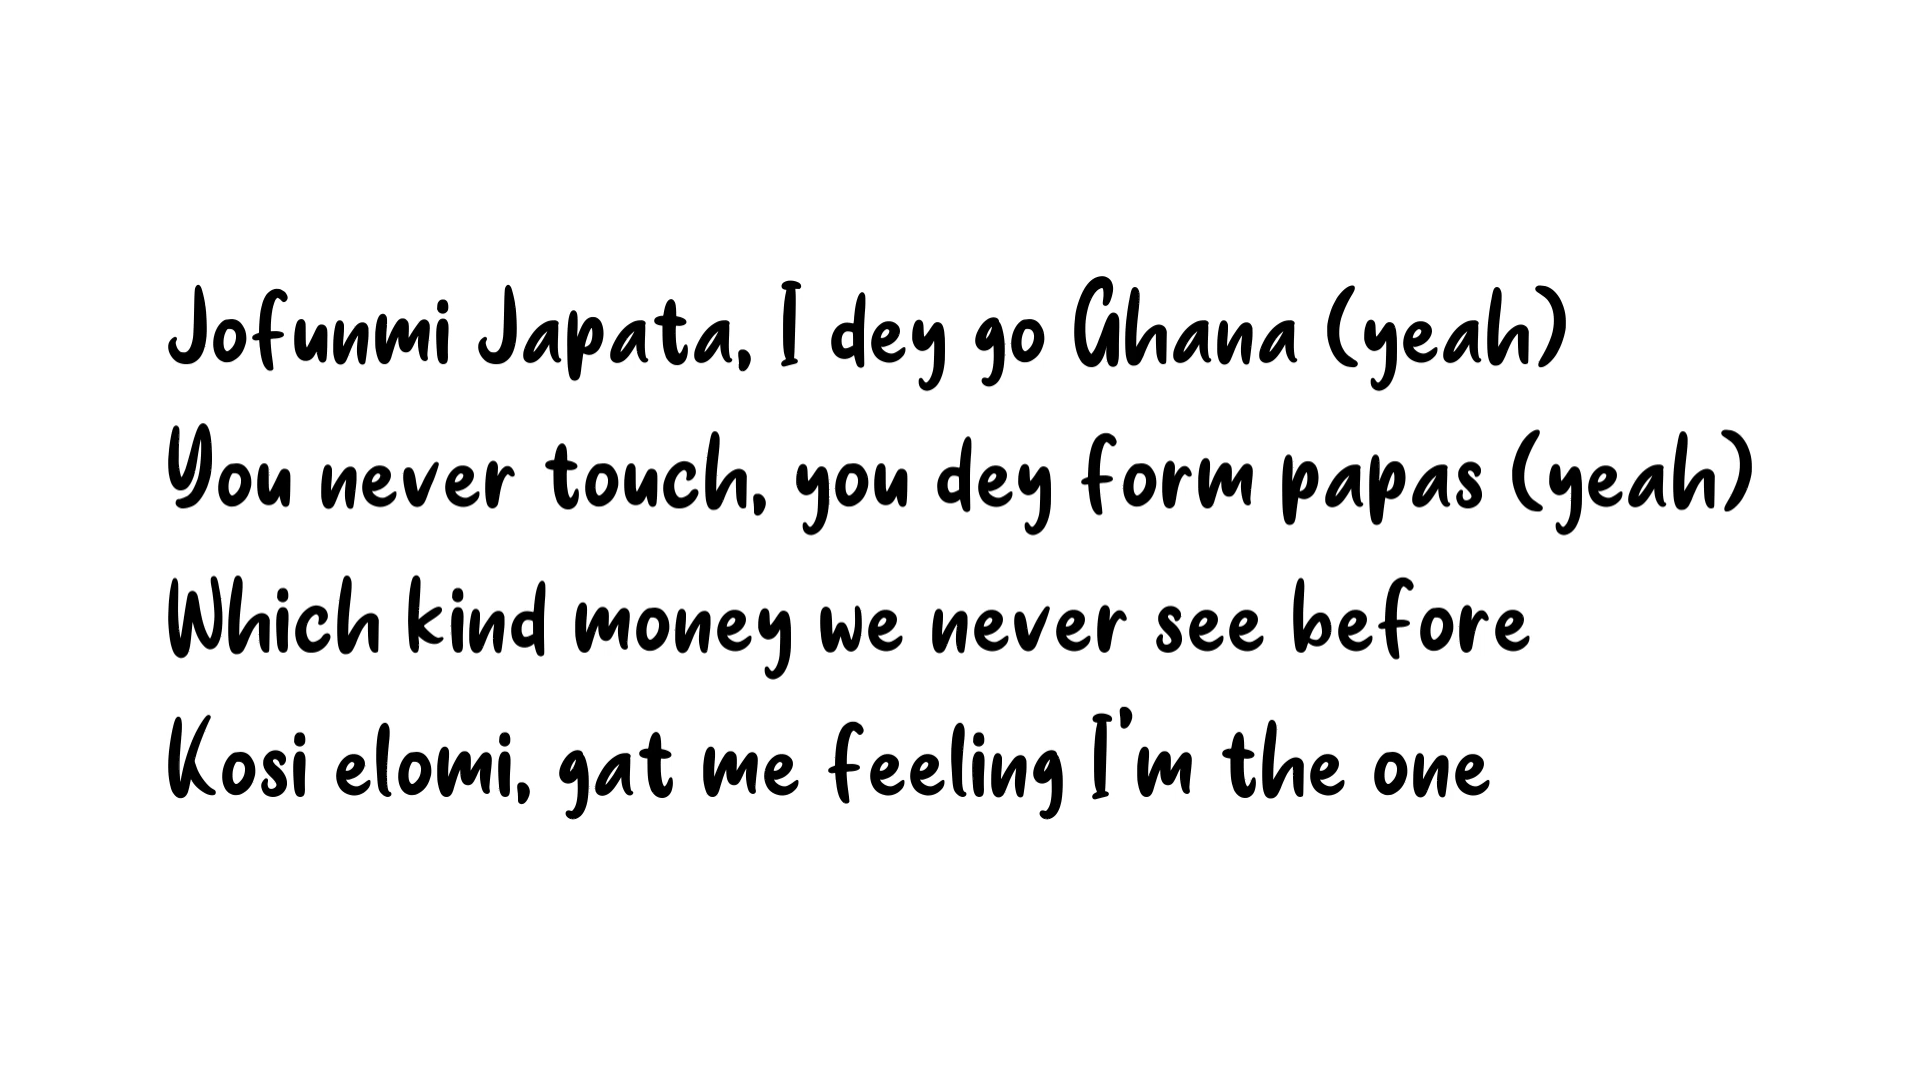 Jofunmi Japata, I dey go Ghana (yeah)
You never touch, you dey form papas (yeah)
Which kind money we never see before
Kosi elomi, gat me feeling I'm the one